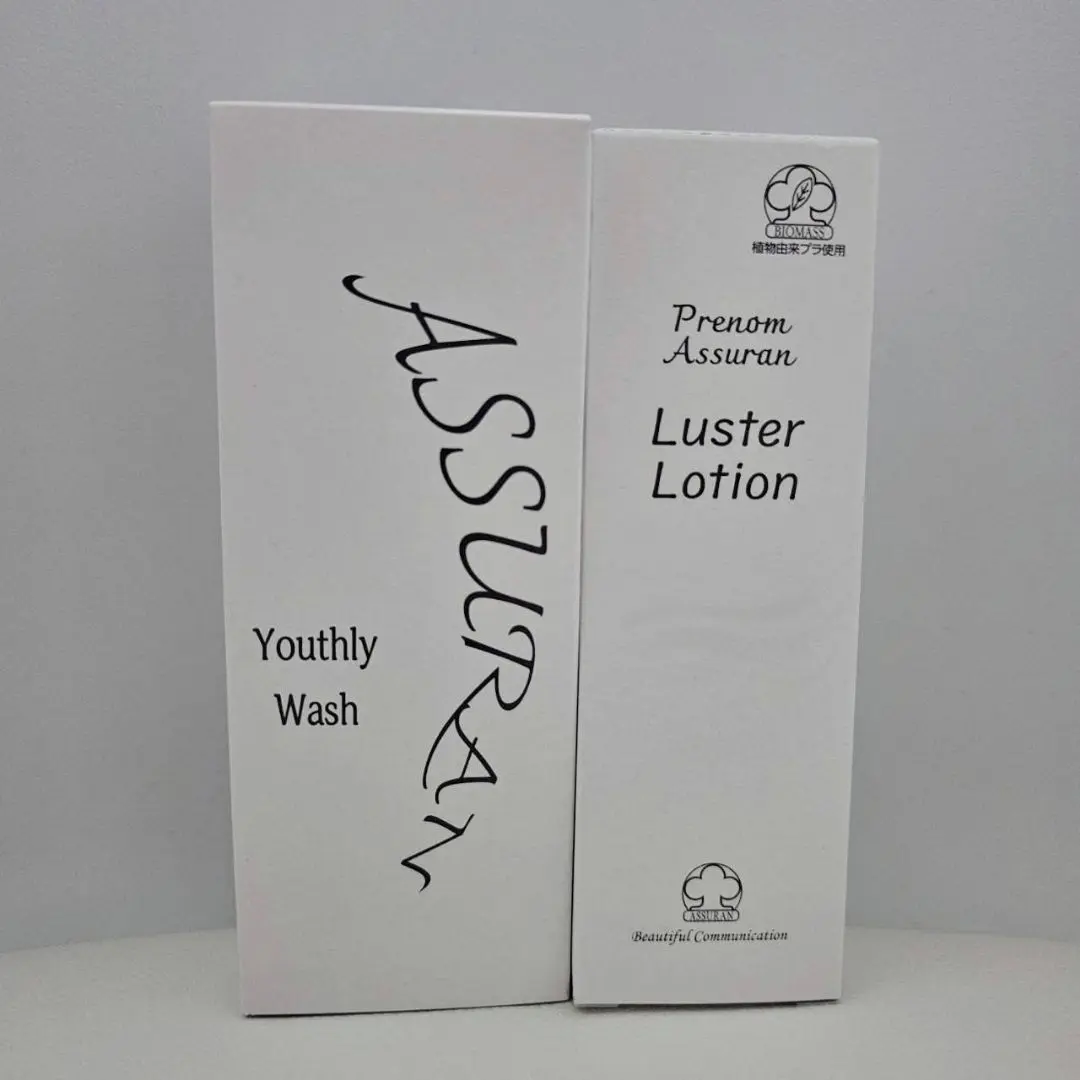 ASSURAN
Youthly
Wash
BIOMASS
植物由来プラ使用
Prenom
Assuran
Luster
Lotion
ASSURAN
Beautiful Communication